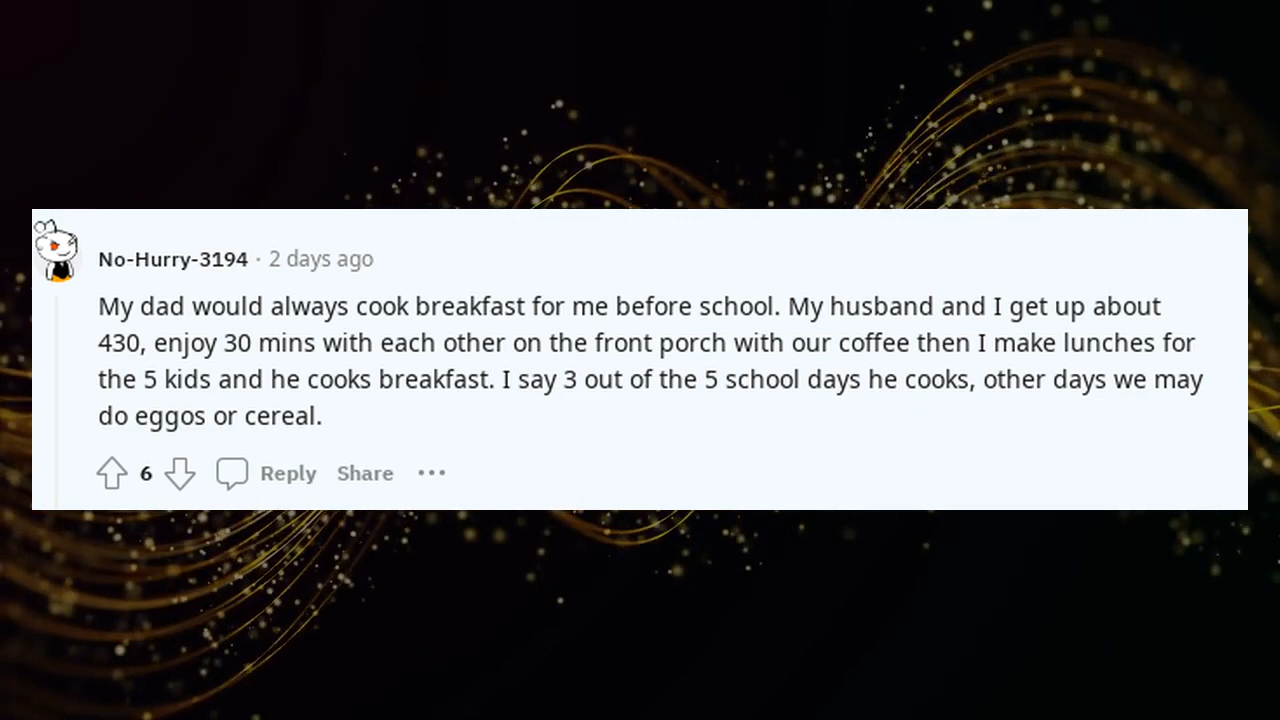 No-Hurry-3194 · 2 days ago
My dad would always cook breakfast for me before school. My husband and I get up about
430, enjoy 30 mins with each other on the front porch with our coffee then I make lunches for
the 5 kids and he cooks breakfast. I say 3 out of the 5 school days he cooks, other days we may
do eggos or cereal.
6 Reply Share •••